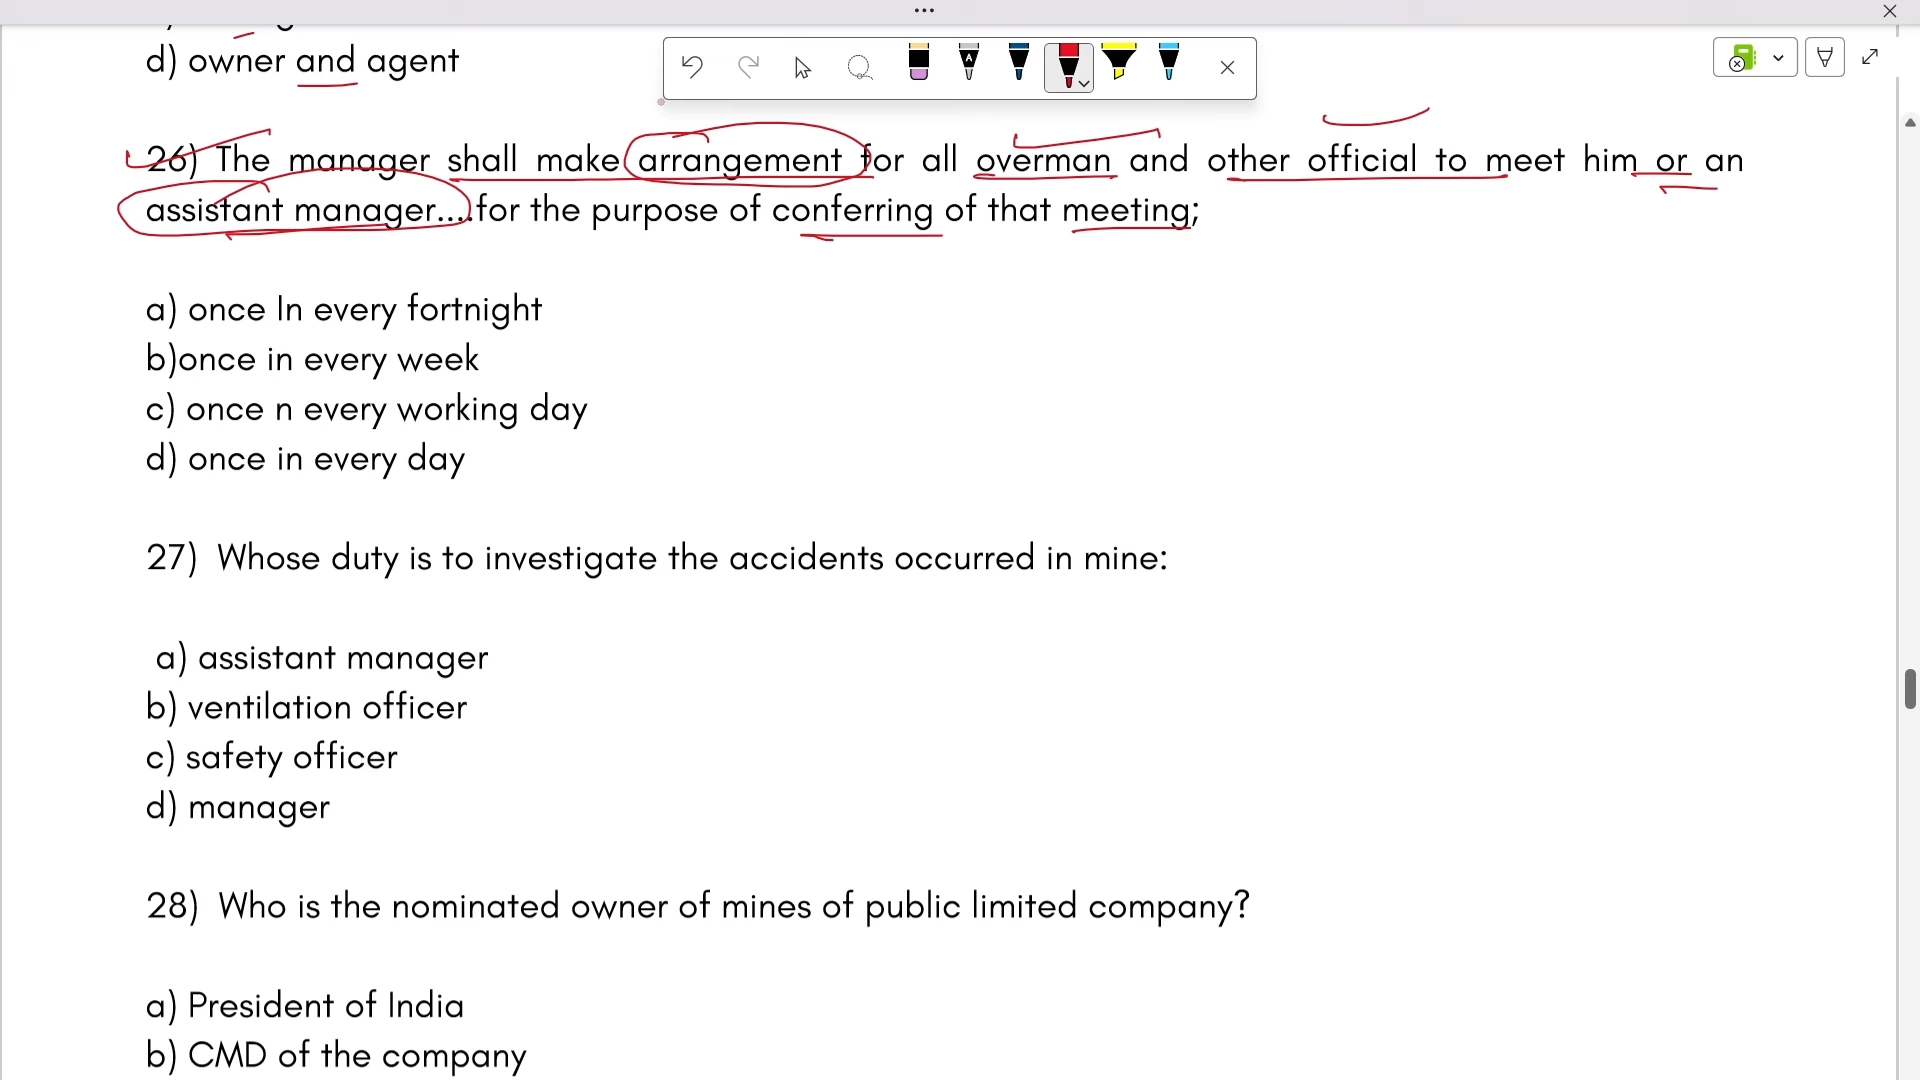 d) owner and agent
26) The manager shall make arrangement for all overman and other official to meet him or an
assistant manager....for the purpose of conferring of that meeting;
a) once In every fortnight
b)once in every week
c) once n every working day
d) once in every day
27) Whose duty is to investigate the accidents occurred in mine:
a) assistant manager
b) ventilation officer
c) safety officer
d) manager
28) Who is the nominated owner of mines of public limited company?
a) President of India
b) CMD of the company